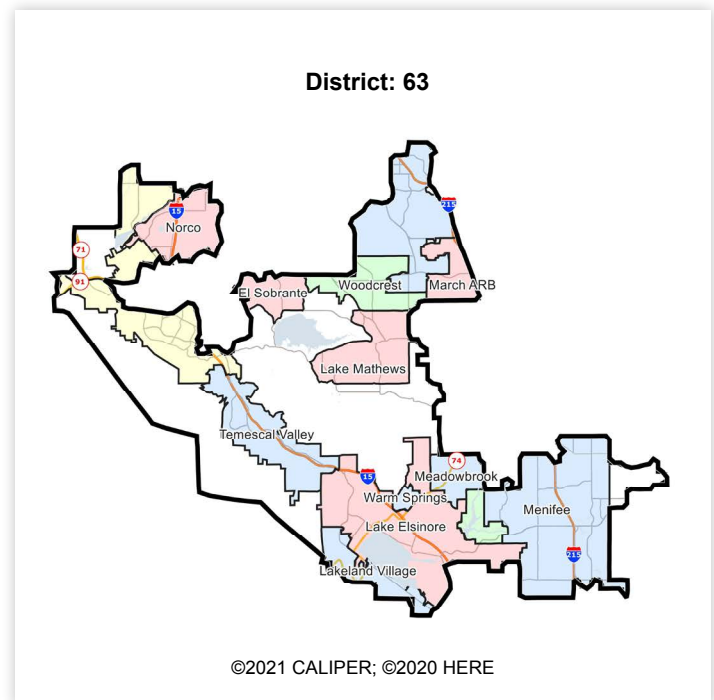 District: 63
15
Norco
215
71
91
El Sobrante
Woodcrest
March ARB
Lake Mathews
Temescal Valley
74
15
Meadowbrook
Warm Springs
Menifee
Lake Elsinore
215
Lakeland Village
©2021 CALIPER; ©2020 HERE